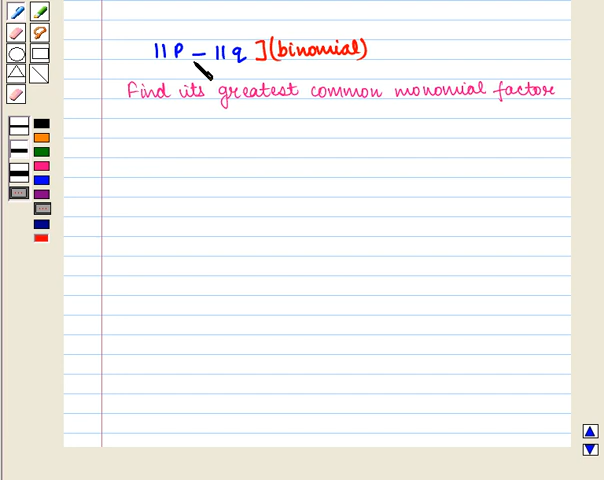 11p - 11q ](binomial)
Find its greatest common monomial factor